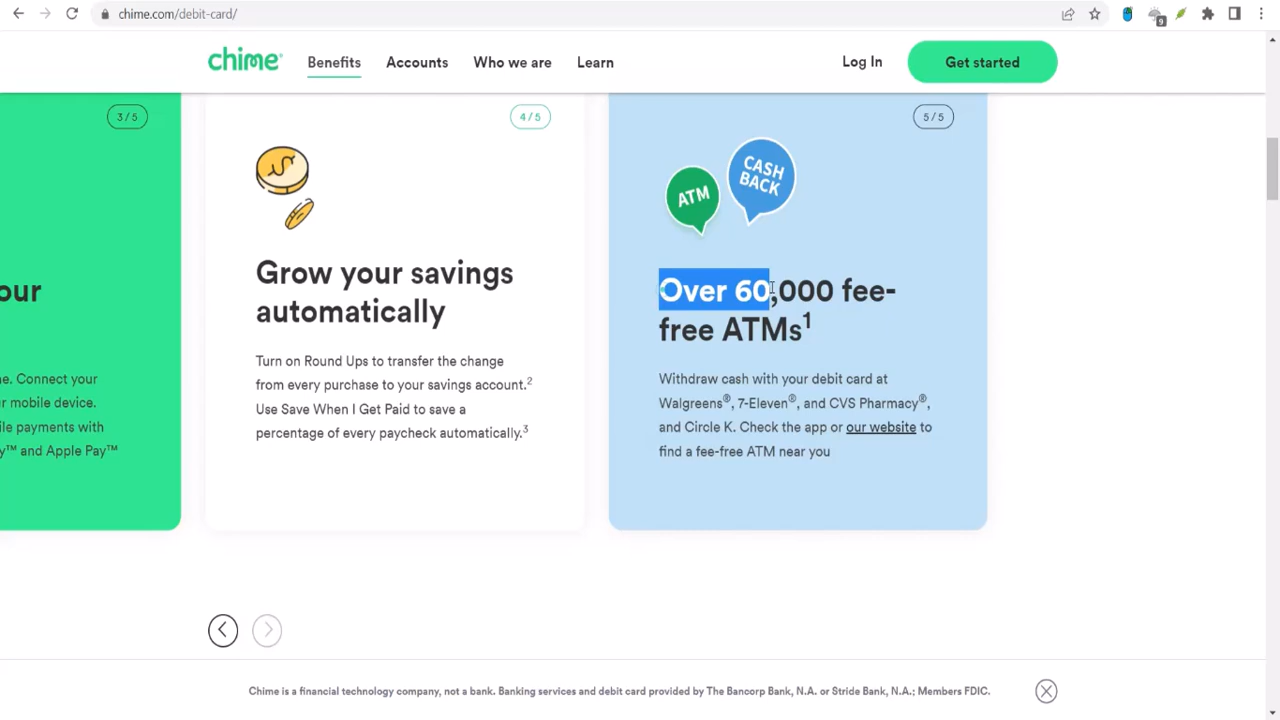 chime.com/debit-card/
9
chime®
Benefits
Accounts
Who we are
Learn
Log In
Get started
3 / 5
our
ne. Connect your
r mobile device.
ile payments with
y™ and Apple Pay™
4 / 5
Grow your savings
automatically
Turn on Round Ups to transfer the change
from every purchase to your savings account.2
Use Save When I Get Paid to save a
percentage of every paycheck automatically.3
5 / 5
ATM
CASH
BACK
Over 60,000 fee-
free ATMs1
Withdraw cash with your debit card at
Walgreens®, 7-Eleven®, and CVS Pharmacy®,
and Circle K. Check the app or our website to
find a fee-free ATM near you
Chime is a financial technology company, not a bank. Banking services and debit card provided by The Bancorp Bank, N.A. or Stride Bank, N.A.; Members FDIC.